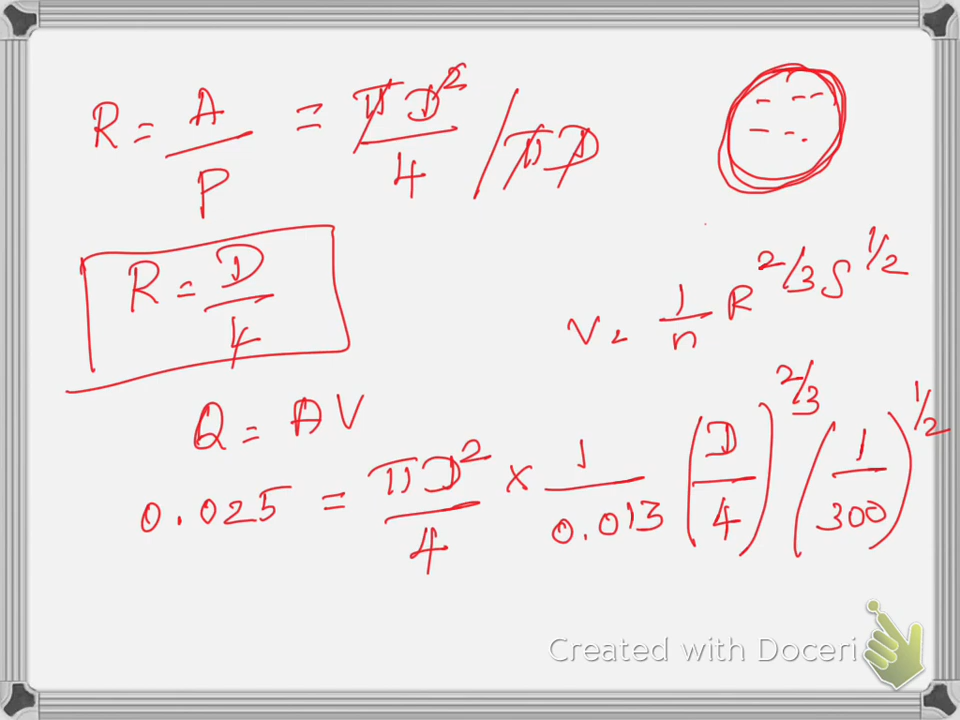 R = A/P = πD²/4 / πD
R = D/4
V = 1/n R^2/3 S^1/2
Q = AV
0.025 = πD²/4 × 1/0.013 (D/4)^2/3 (1/300)^1/2
Created with Doceri